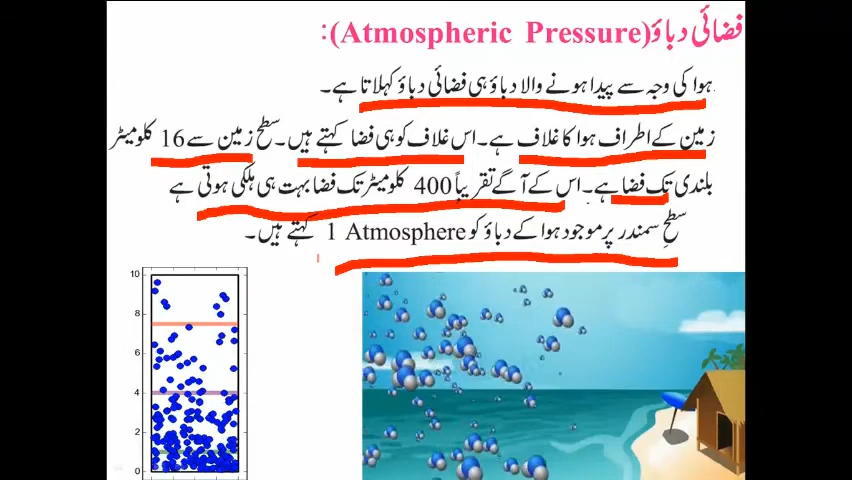 فضائی دباؤ(Atmospheric Pressure):
ہوا کی وجہ سے پیدا ہونے والا دباؤ ہی فضائی دباؤ کہلاتا ہے۔
زمین کے اطراف ہوا کا غلاف ہے۔ اس غلاف کو ہی فضا کہتے ہیں۔ سطح زمین سے 16 کلومیٹر
بلندی تک فضا ہے۔ اس کے آگے تقریباً 400 کلومیٹر تک فضا بہت ہی ہلکی ہوتی ہے
سطحِ سمندر پر موجود ہوا کے دباؤ کو 1 Atmosphere کہتے ہیں۔
10
8
6
4
2
0